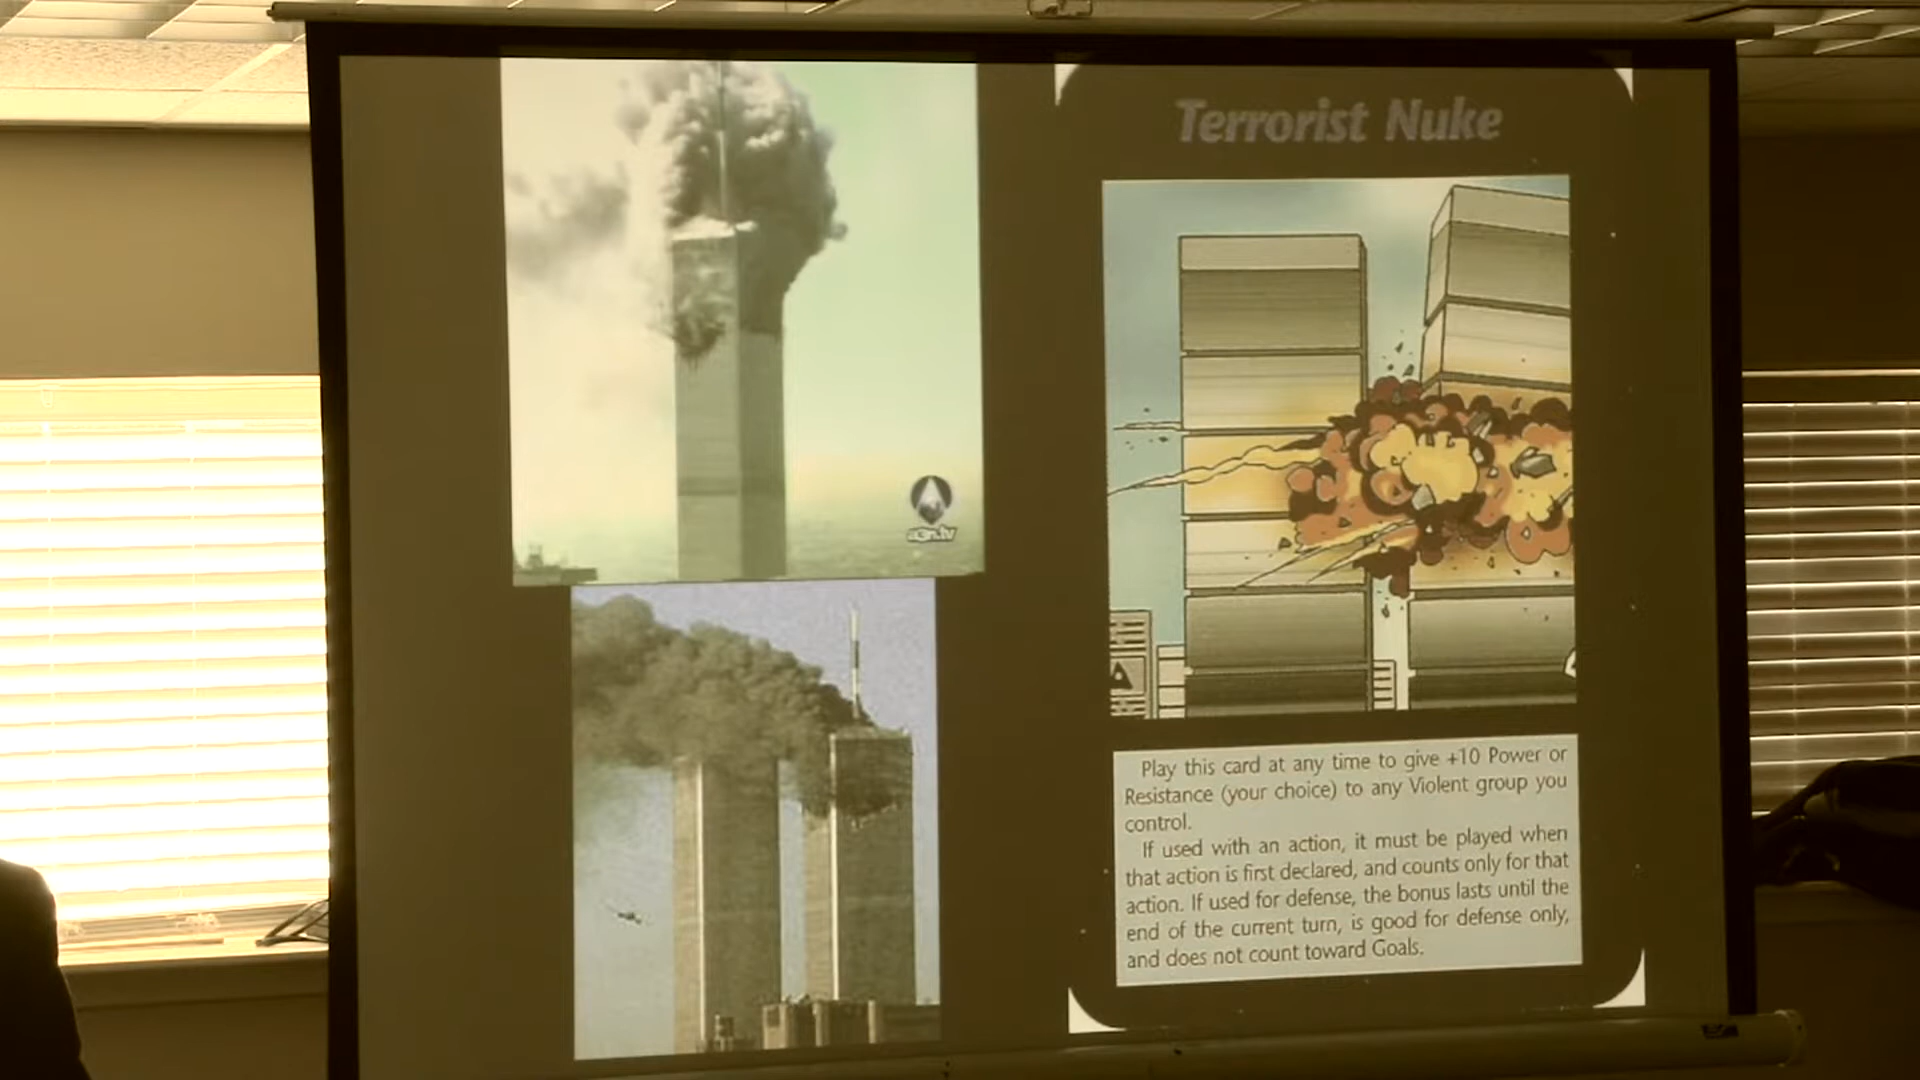 Terrorist Nuke
a3n.tv
Play this card at any time to give +10 Power or
Resistance (your choice) to any Violent group you
control.
If used with an action, it must be played when
that action is first declared, and counts only for that
action. If used for defense, the bonus lasts until the
end of the current turn, is good for defense only,
and does not count toward Goals.